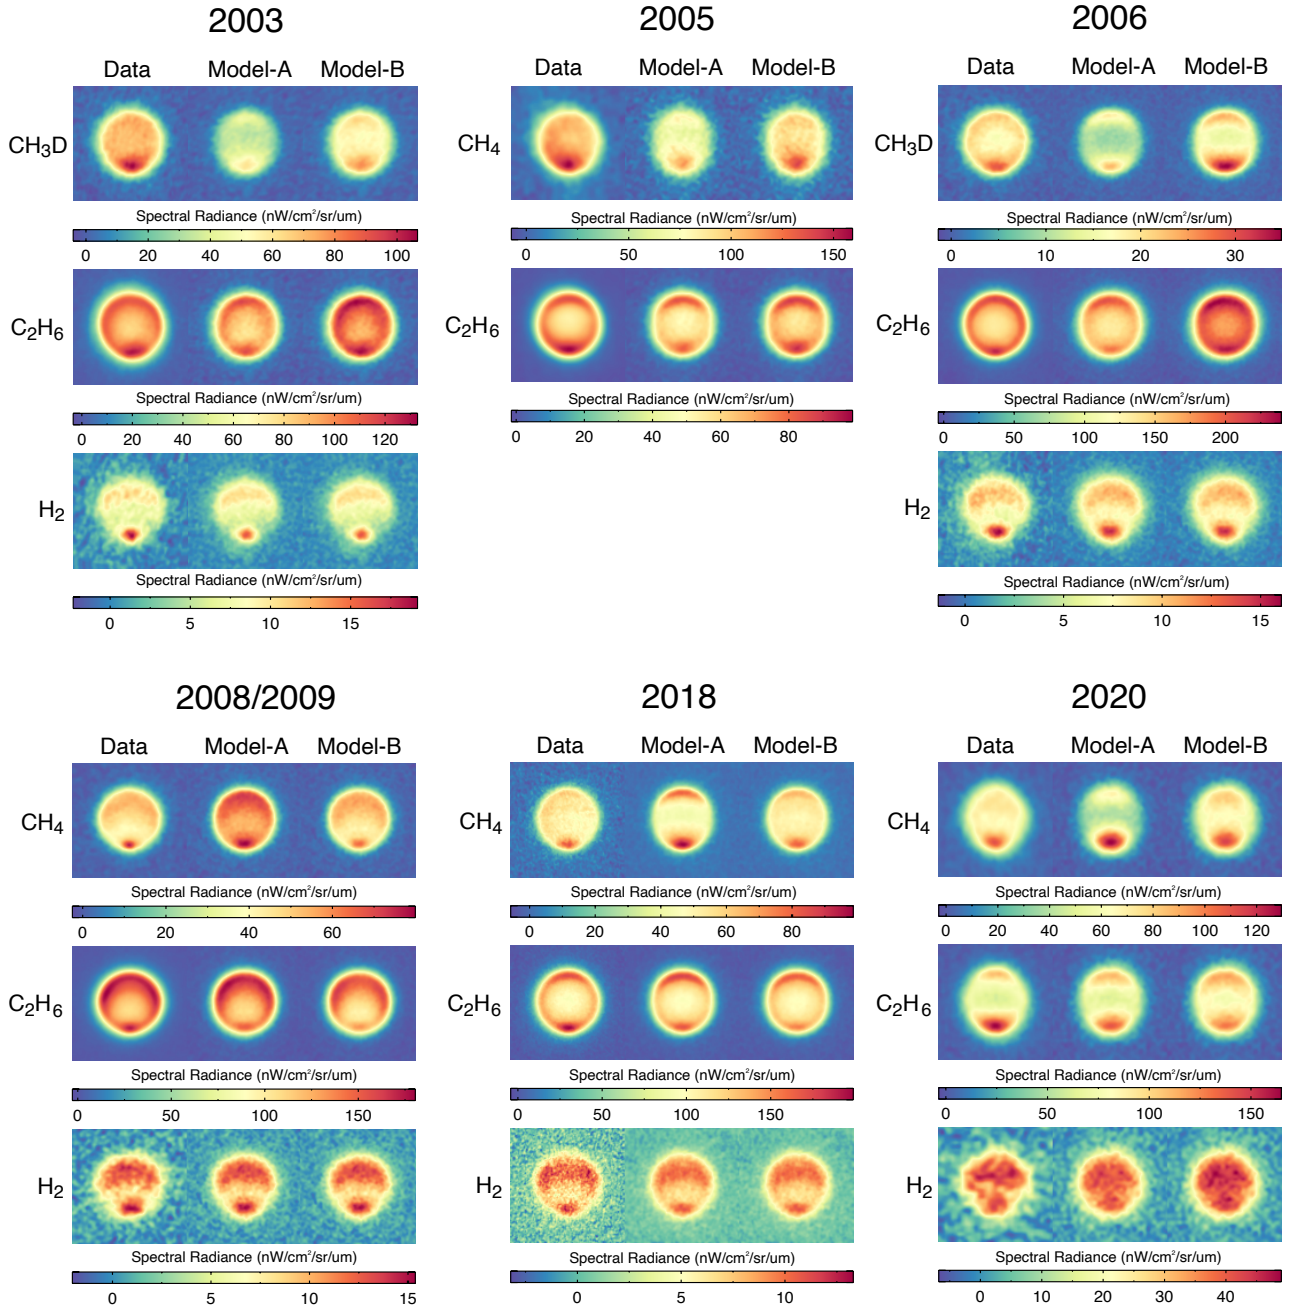 2003
Data Model-A Model-B
CH₃D
Spectral Radiance (nW/cm²/sr/um)
0 20 40 60 80 100
C₂H₆
Spectral Radiance (nW/cm²/sr/um)
0 20 40 60 80 100 120
H₂
Spectral Radiance (nW/cm²/sr/um)
0 5 10 15
2005
Data Model-A Model-B
CH₄
Spectral Radiance (nW/cm²/sr/um)
0 50 100 150
C₂H₆
Spectral Radiance (nW/cm²/sr/um)
0 20 40 60 80
2006
Data Model-A Model-B
CH₃D
Spectral Radiance (nW/cm²/sr/um)
0 10 20 30
C₂H₆
Spectral Radiance (nW/cm²/sr/um)
0 50 100 150 200
H₂
Spectral Radiance (nW/cm²/sr/um)
0 5 10 15
2008/2009
Data Model-A Model-B
CH₄
Spectral Radiance (nW/cm²/sr/um)
0 20 40 60
C₂H₆
Spectral Radiance (nW/cm²/sr/um)
0 50 100 150
H₂
Spectral Radiance (nW/cm²/sr/um)
0 5 10 15
2018
Data Model-A Model-B
CH₄
Spectral Radiance (nW/cm²/sr/um)
0 20 40 60 80
C₂H₆
Spectral Radiance (nW/cm²/sr/um)
0 50 100 150
H₂
Spectral Radiance (nW/cm²/sr/um)
0 5 10
2020
Data Model-A Model-B
CH₄
Spectral Radiance (nW/cm²/sr/um)
0 20 40 60 80 100 120
C₂H₆
Spectral Radiance (nW/cm²/sr/um)
0 50 100 150
H₂
Spectral Radiance (nW/cm²/sr/um)
0 10 20 30 40